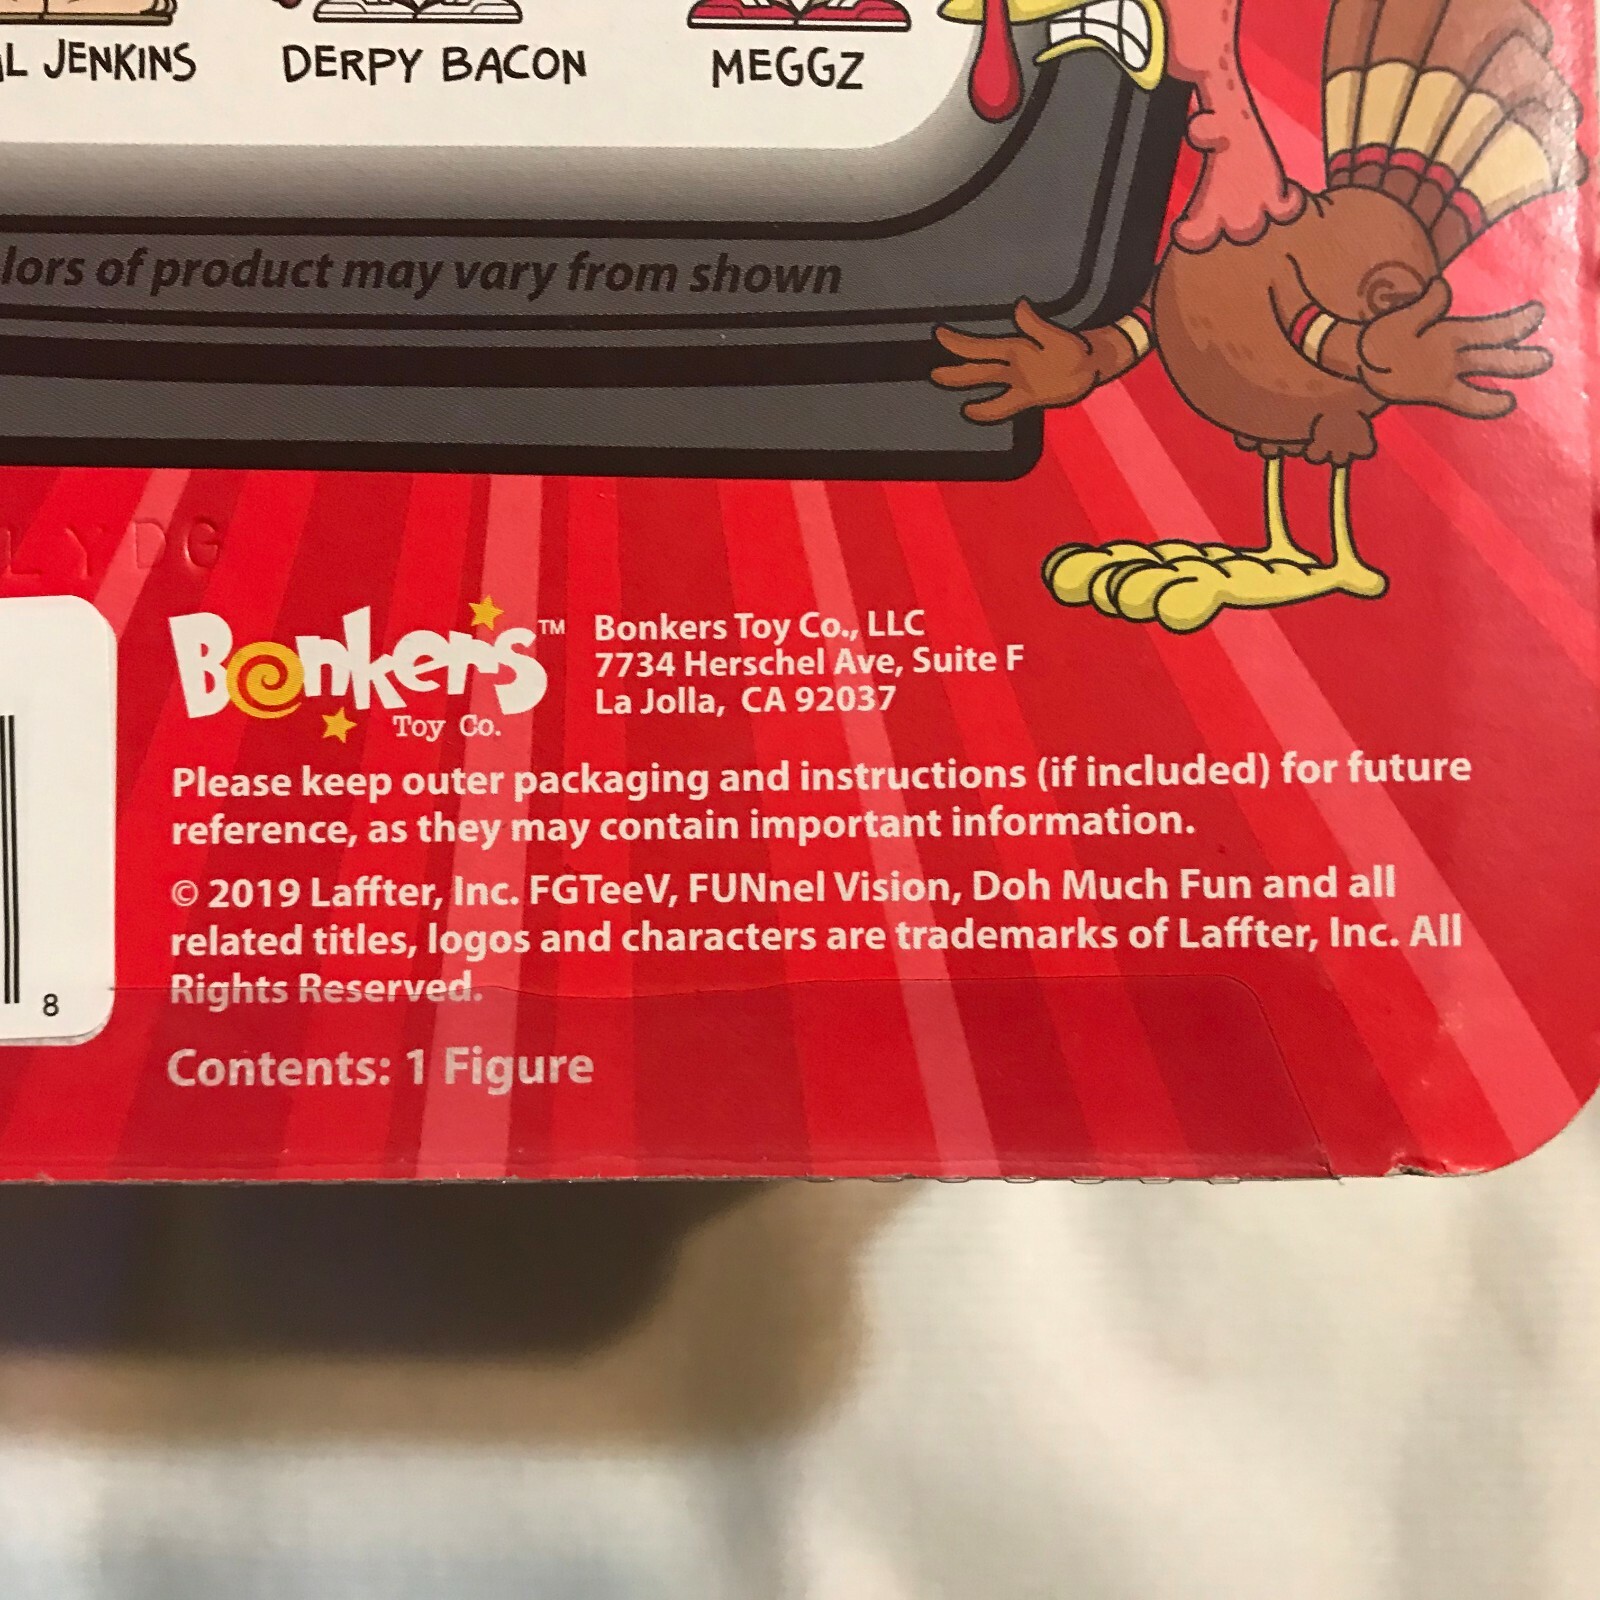 JENKINS DERPY BACON MEGGZ
of product may vary from shown
LYDG
Bonkers™
Toy Co.
Bonkers Toy Co., LLC
7734 Herschel Ave, Suite F
La Jolla, CA 92037
Please keep outer packaging and instructions (if included) for future
reference, as they may contain important information.
© 2019 Laffter, Inc. FGTeeV, FUNnel Vision, Doh Much Fun and all
related titles, logos and characters are trademarks of Laffter, Inc. All
Rights Reserved.
8
Contents: 1 Figure